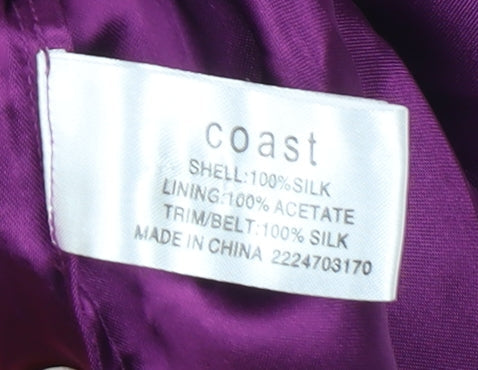 coast
SHELL:100%SILK
LINING:100% ACETATE
TRIM/BELT:100% SILK
MADE IN CHINA 2224703170